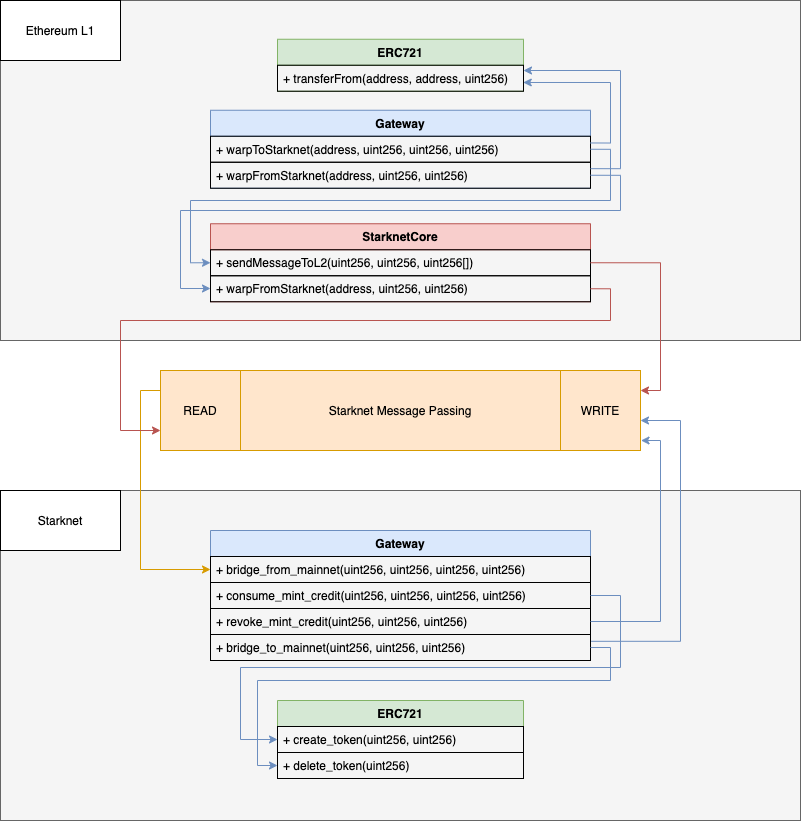 Ethereum L1
ERC721
+ transferFrom(address, address, uint256)
Gateway
+ warpToStarknet(address, uint256, uint256, uint256)
+ warpFromStarknet(address, uint256, uint256)
StarknetCore
+ sendMessageToL2(uint256, uint256, uint256[])
+ warpFromStarknet(address, uint256, uint256)
READ
Starknet Message Passing
WRITE
Starknet
Gateway
+ bridge_from_mainnet(uint256, uint256, uint256, uint256)
+ consume_mint_credit(uint256, uint256, uint256, uint256)
+ revoke_mint_credit(uint256, uint256, uint256)
+ bridge_to_mainnet(uint256, uint256, uint256)
ERC721
+ create_token(uint256, uint256)
+ delete_token(uint256)